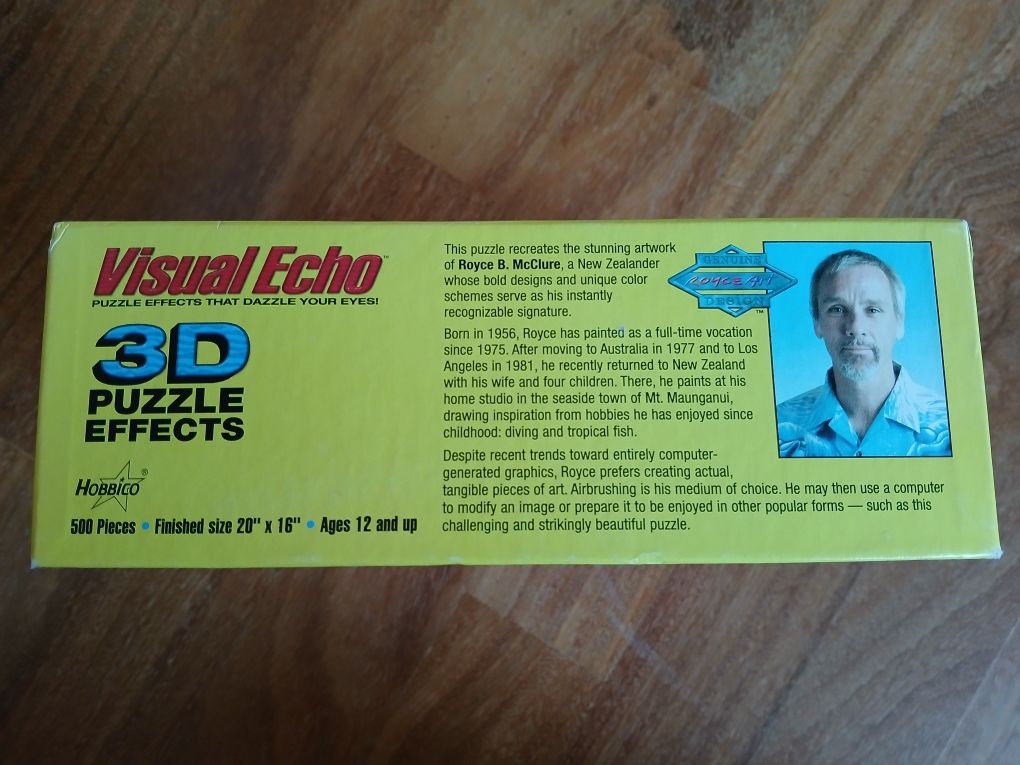 Visual Echo™
PUZZLE EFFECTS THAT DAZZLE YOUR EYES!
3D
PUZZLE
EFFECTS
HOBBICO®
500 Pieces • Finished size 20" x 16" • Ages 12 and up
This puzzle recreates the stunning artwork
of Royce B. McClure, a New Zealander
whose bold designs and unique color
schemes serve as his instantly
recognizable signature.
Born in 1956, Royce has painted as a full-time vocation
since 1975. After moving to Australia in 1977 and to Los
Angeles in 1981, he recently returned to New Zealand
with his wife and four children. There, he paints at his
home studio in the seaside town of Mt. Maunganui,
drawing inspiration from hobbies he has enjoyed since
childhood: diving and tropical fish.
Despite recent trends toward entirely computer-
generated graphics, Royce prefers creating actual,
tangible pieces of art. Airbrushing is his medium of choice. He may then use a computer
to modify an image or prepare it to be enjoyed in other popular forms — such as this
challenging and strikingly beautiful puzzle.
GENUINE
ROYCE ART
DESIGN™